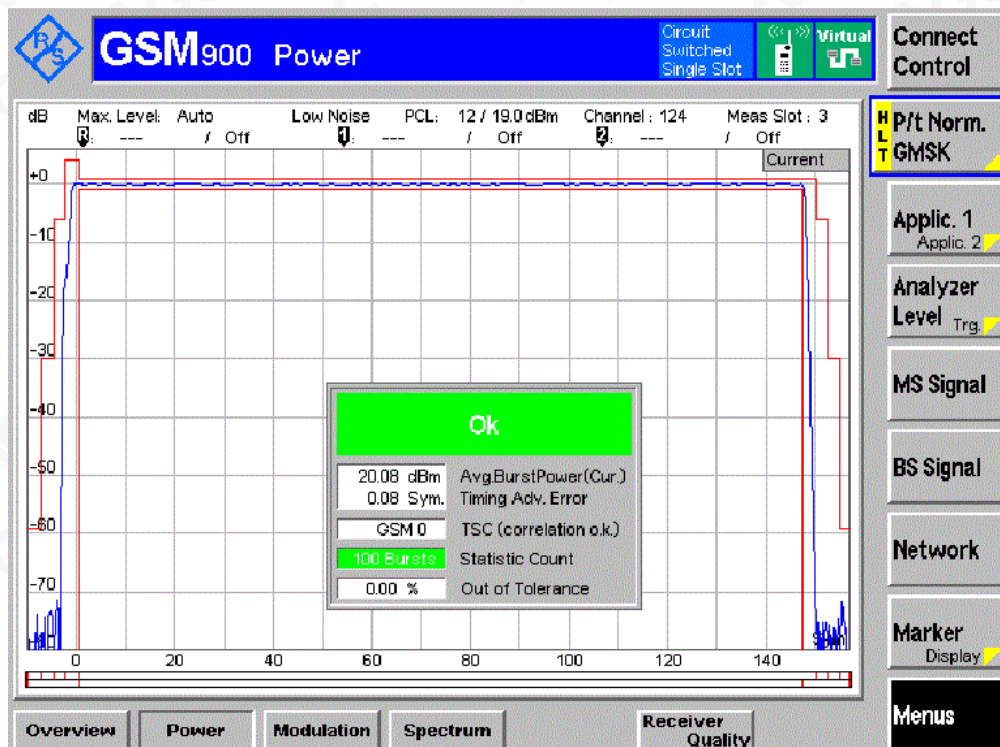 R S
GSM900 Power
Circuit
Switched
Single Slot
Virtual
Connect
Control
dB Max. Level: Auto Low Noise PCL: 12 / 19.0 dBm Channel : 124 Meas Slot : 3
R: --- / Off 1: --- / Off 2: --- / Off
Current
HLT
P/t Norm.
GMSK
Applic. 1
Applic. 2
Analyzer
Level Trg.
MS Signal
BS Signal
Network
Marker
Display
Menus
+0
-10
-20
-30
-40
-50
-60
-70
Ok
20.08 dBm Avg.BurstPower(Cur.)
0.08 Sym. Timing Adv. Error
GSM 0 TSC (correlation o.k.)
100 Bursts Statistic Count
0.00 % Out of Tolerance
0 20 40 60 80 100 120 140
Overview Power Modulation Spectrum Receiver
Quality